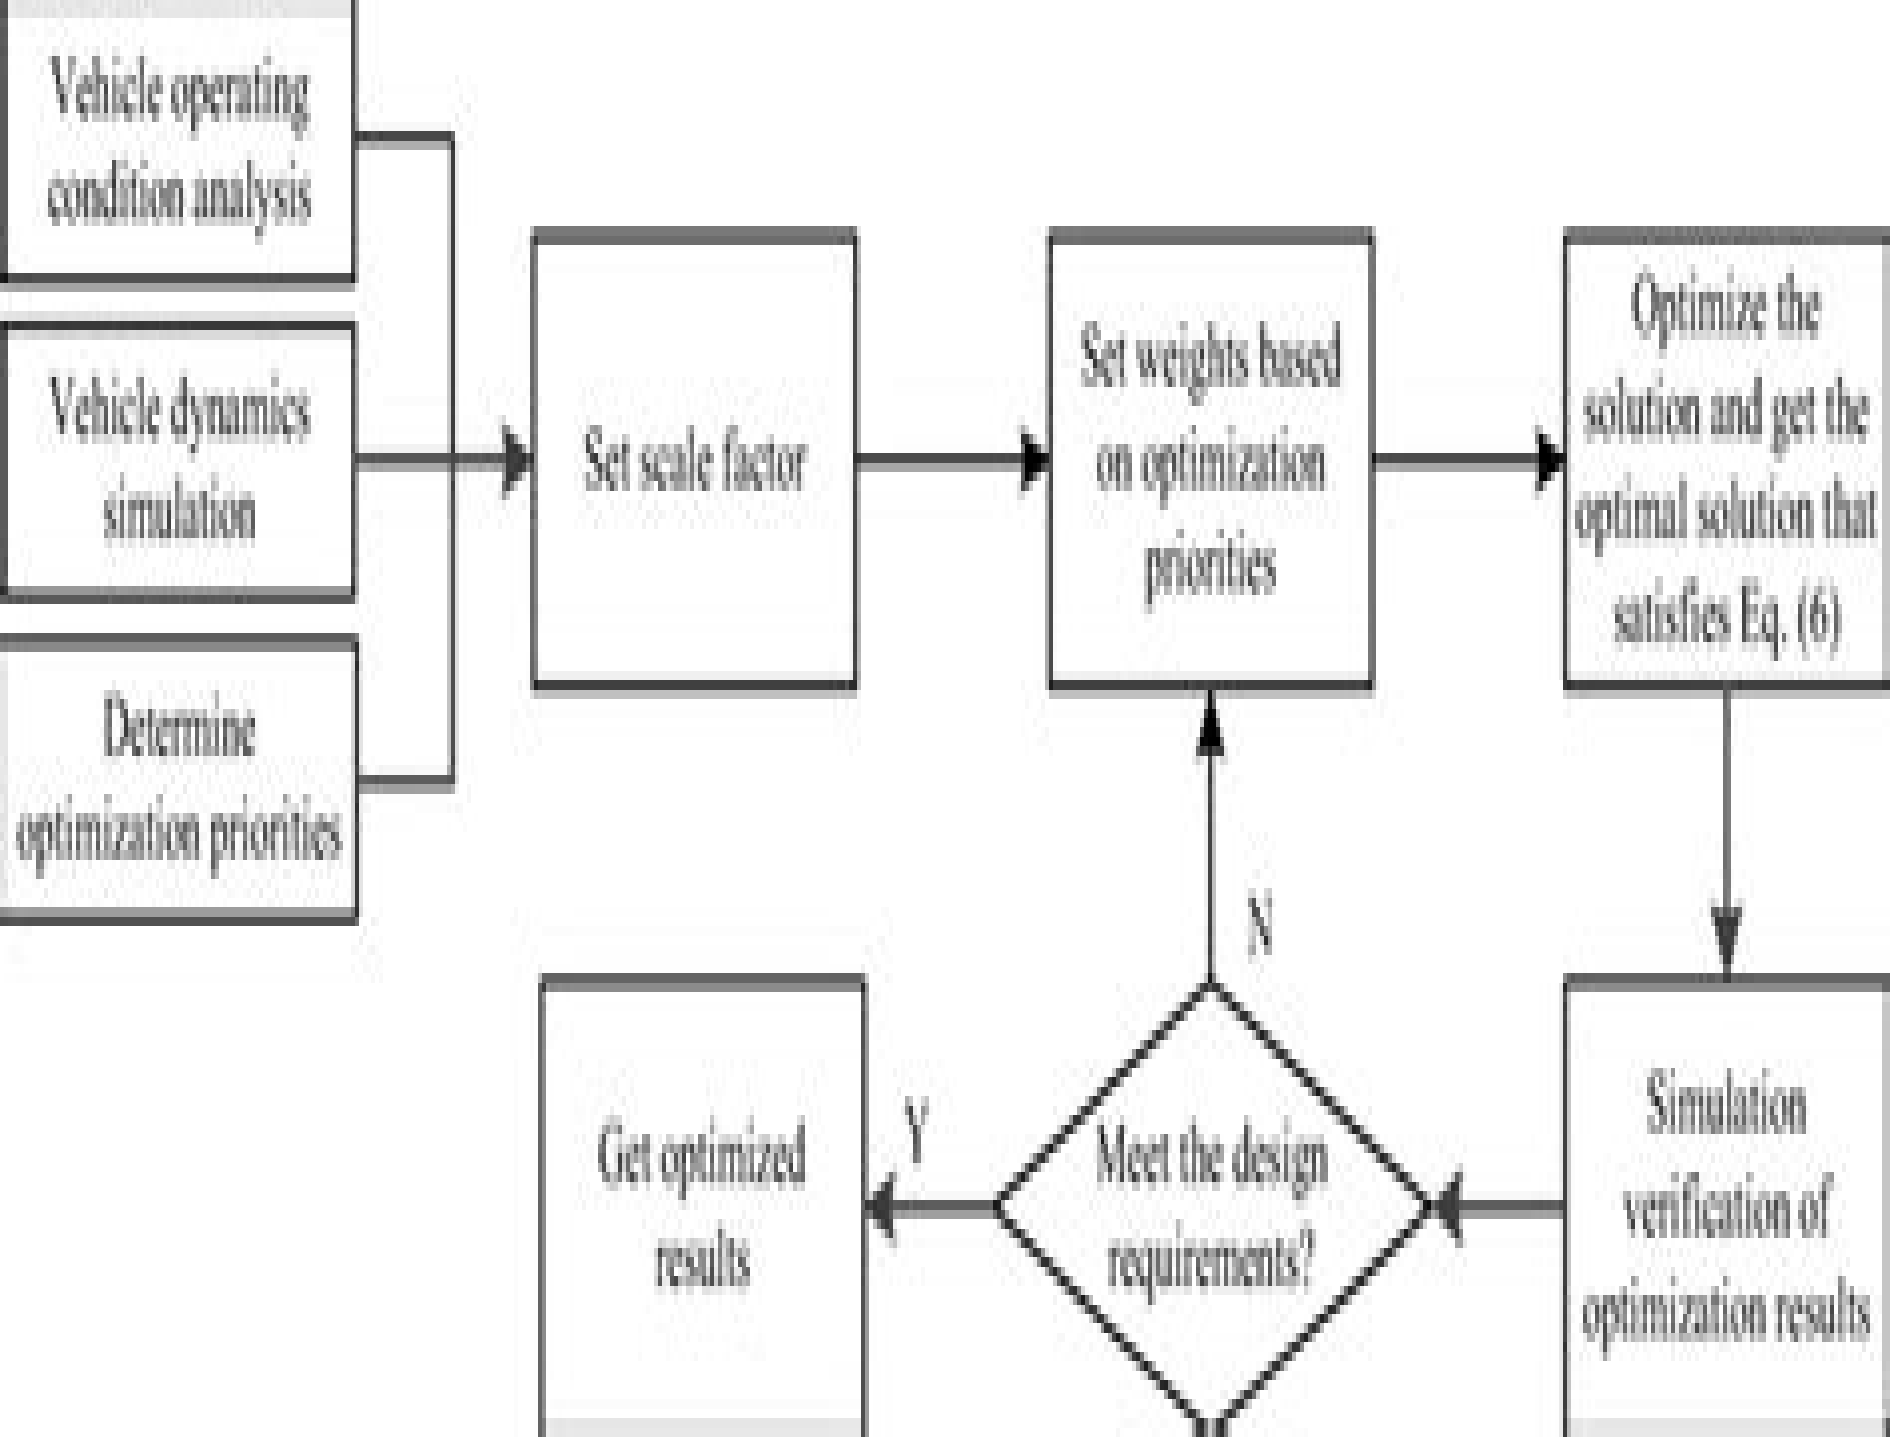 Vehicle operating
condition analysis
Vehicle dynamics
simulation
Determine
optimization priorities
Set scale factor
Set weights based
on optimization
priorities
Optimize the
solution and get the
optimal solution that
satisfies Eq. (6)
N
Simulation
verification of
optimization results
Meet the design
requirements?
Y
Get optimized
results